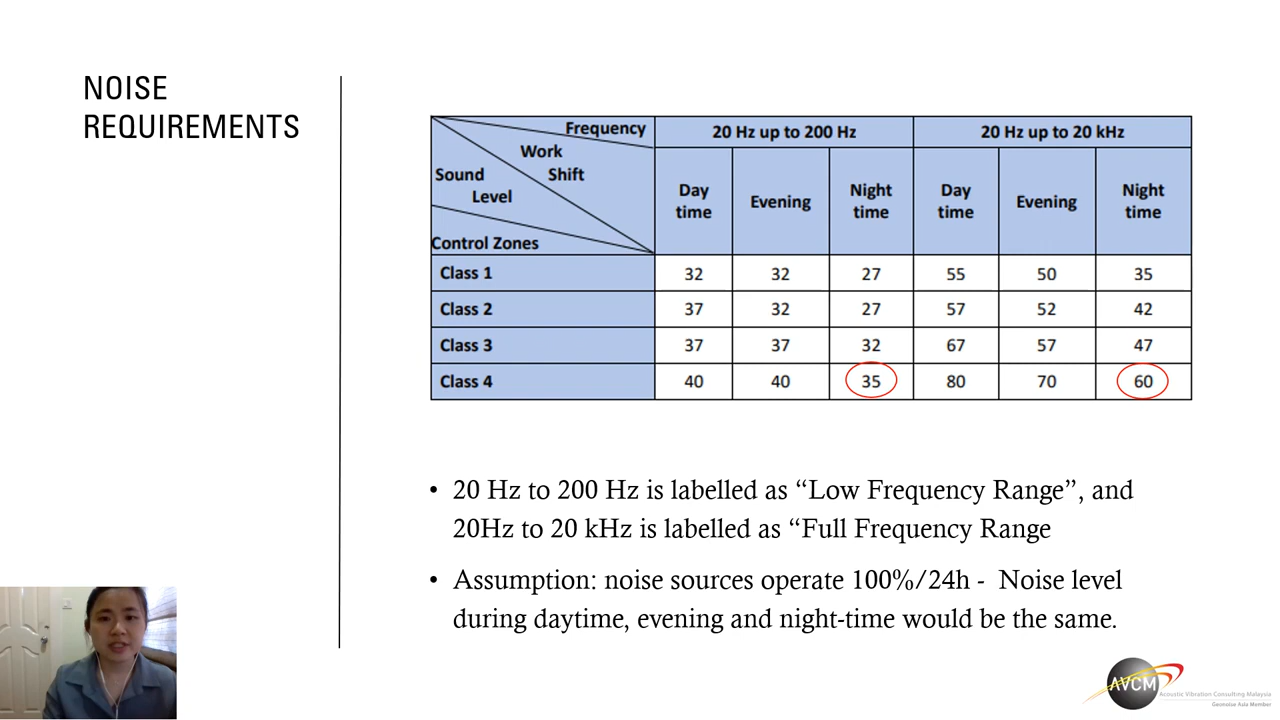 NOISE
REQUIREMENTS
Frequency
Work
Shift
Sound
Level
Control Zones
20 Hz up to 200 Hz
20 Hz up to 20 kHz
Day
time
Evening
Night
time
Day
time
Evening
Night
time
Class 1 32 32 27 55 50 35
Class 2 37 32 27 57 52 42
Class 3 37 37 32 67 57 47
Class 4 40 40 35 80 70 60
• 20 Hz to 200 Hz is labelled as “Low Frequency Range”, and
20Hz to 20 kHz is labelled as “Full Frequency Range
• Assumption: noise sources operate 100%/24h - Noise level
during daytime, evening and night-time would be the same.
AVCM
Acoustic Vibration Consulting Malaysia
Geonoise Asia Member